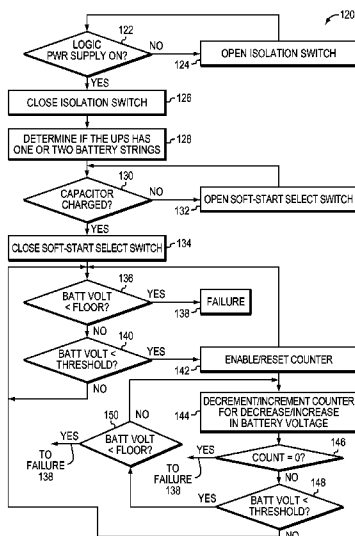 120
122
LOGIC
PWR SUPPLY ON?
NO
OPEN ISOLATION SWITCH
124
YES
CLOSE ISOLATION SWITCH
126
DETERMINE IF THE UPS HAS
ONE OR TWO BATTERY STRINGS
128
130
CAPACITOR
CHARGED?
NO
OPEN SOFT-START SELECT SWITCH
132
YES
CLOSE SOFT-START SELECT SWITCH
134
136
BATT VOLT
< FLOOR?
YES
FAILURE
138
NO
140
BATT VOLT <
THRESHOLD?
YES
ENABLE/RESET COUNTER
142
NO
DECREMENT/INCREMENT COUNTER
FOR DECREASE/INCREASE
IN BATTERY VOLTAGE
144
NO
150
BATT VOLT
< FLOOR?
YES
TO
FAILURE
138
146
COUNT = 0?
YES
TO
FAILURE
138
NO
148
BATT VOLT <
THRESHOLD?
YES
NO